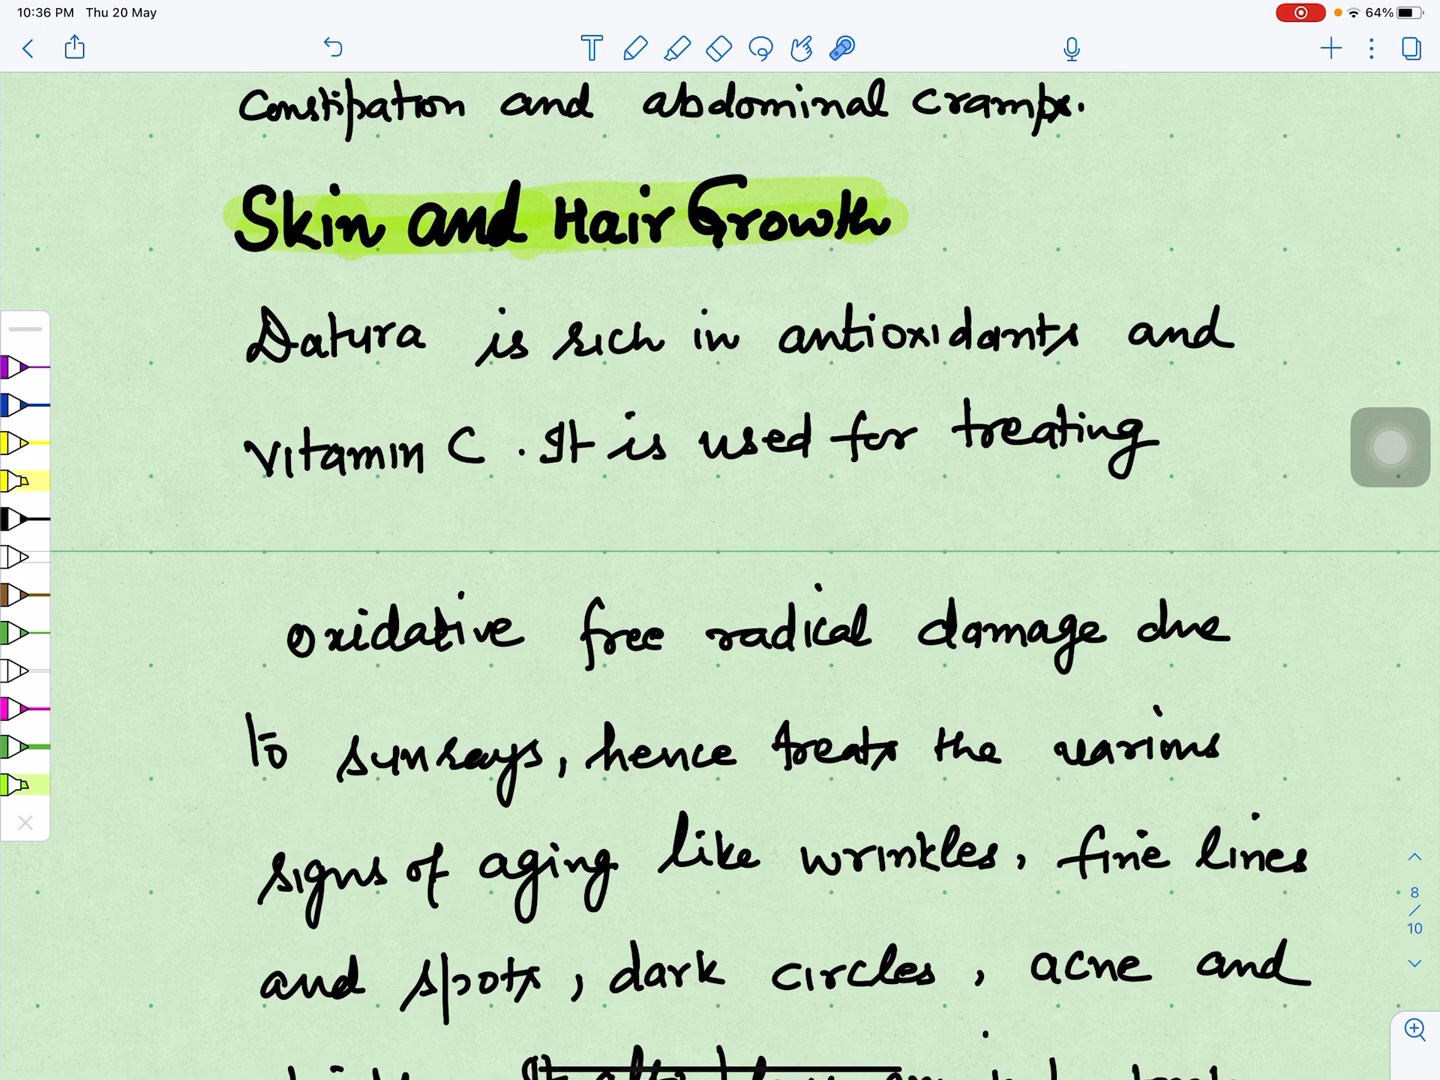 10:36 PM Thu 20 May
64%
Constipation and abdominal cramps.
Skin and Hair Growth
Datura is rich in antioxidants and
vitamin C. It is used for treating
oxidative free radical damage due
to sunrays, hence treats the various
signs of aging like wrinkles, fine lines
and spots, dark circles, acne and
8
/
10